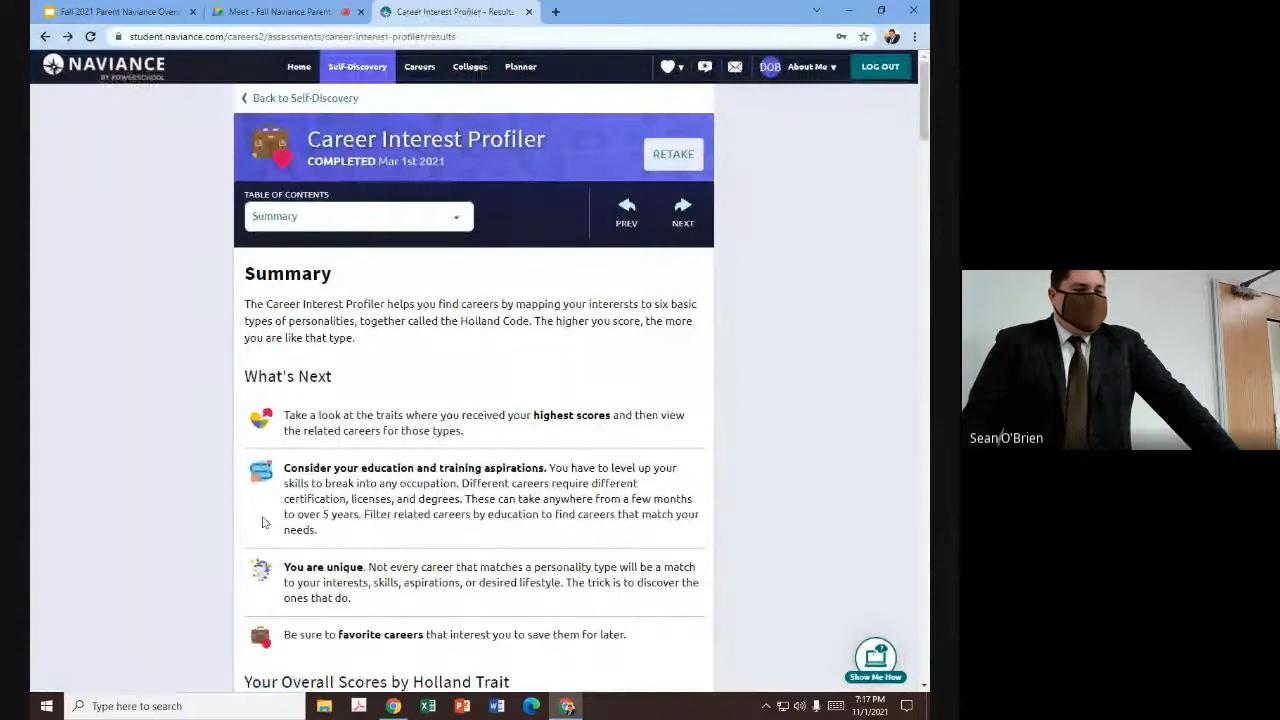 Fall 2021 Parent Naviance Overv
Meet - Fall Naviance Parent
Career Interest Profiler - Results
student.naviance.com/careers2/assessments/career-interest-profiler/results
NAVIANCE
BY POWERSCHOOL
Home
Self-Discovery
Careers
Colleges
Planner
DOB
About Me
LOG OUT
Back to Self-Discovery
Career Interest Profiler
COMPLETED Mar 1st 2021
RETAKE
TABLE OF CONTENTS
Summary
PREV
NEXT
Summary
The Career Interest Profiler helps you find careers by mapping your intersrsts to six basic
types of personalities, together called the Holland Code. The higher you score, the more
you are like that type.
What's Next
Take a look at the traits where you received your highest scores and then view
the related careers for those types.
Consider your education and training aspirations. You have to level up your
skills to break into any occupation. Different careers require different
certification, licenses, and degrees. These can take anywhere from a few months
to over 5 years. Filter related careers by education to find careers that match your
needs.
You are unique. Not every career that matches a personality type will be a match
to your interests, skills, aspirations, or desired lifestyle. The trick is to discover the
ones that do.
Be sure to favorite careers that interest you to save them for later.
Your Overall Scores by Holland Trait
Show Me How
Sean O'Brien
Type here to search
7:17 PM
11/1/2021